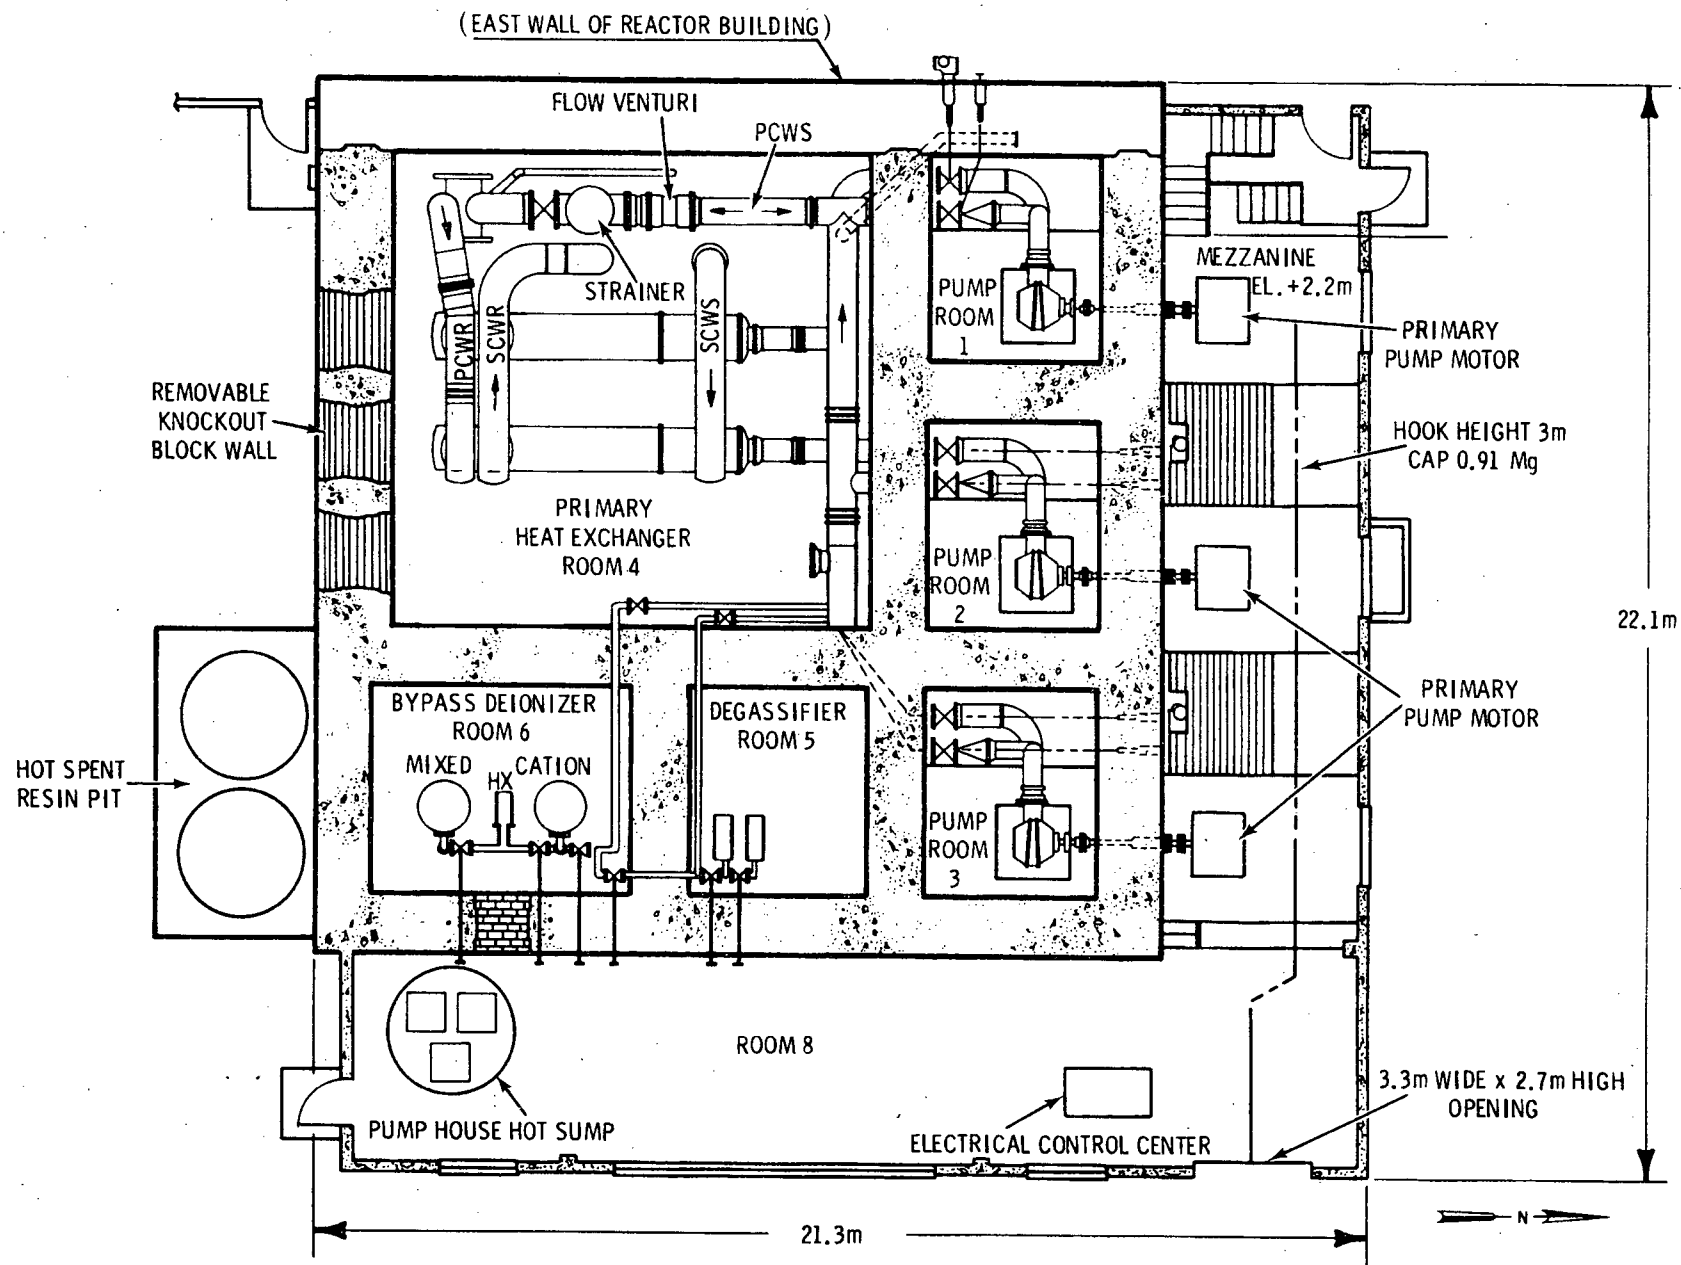 (EAST WALL OF REACTOR BUILDING)
FLOW VENTURI
PCWS
STRAINER
PCWR
SCWR
SCWS
PUMP
ROOM
1
MEZZANINE
EL. +2.2m
PRIMARY
PUMP MOTOR
REMOVABLE
KNOCKOUT
BLOCK WALL
HOOK HEIGHT 3m
CAP 0.91 Mg
PRIMARY
HEAT EXCHANGER
ROOM 4
PUMP
ROOM
2
22.1m
BYPASS DEIONIZER
ROOM 6
DEGASSIFIER
ROOM 5
PRIMARY
PUMP MOTOR
HOT SPENT
RESIN PIT
MIXED
HX
CATION
PUMP
ROOM
3
ROOM 8
3.3m WIDE x 2.7m HIGH
OPENING
PUMP HOUSE HOT SUMP
ELECTRICAL CONTROL CENTER
N
21.3m